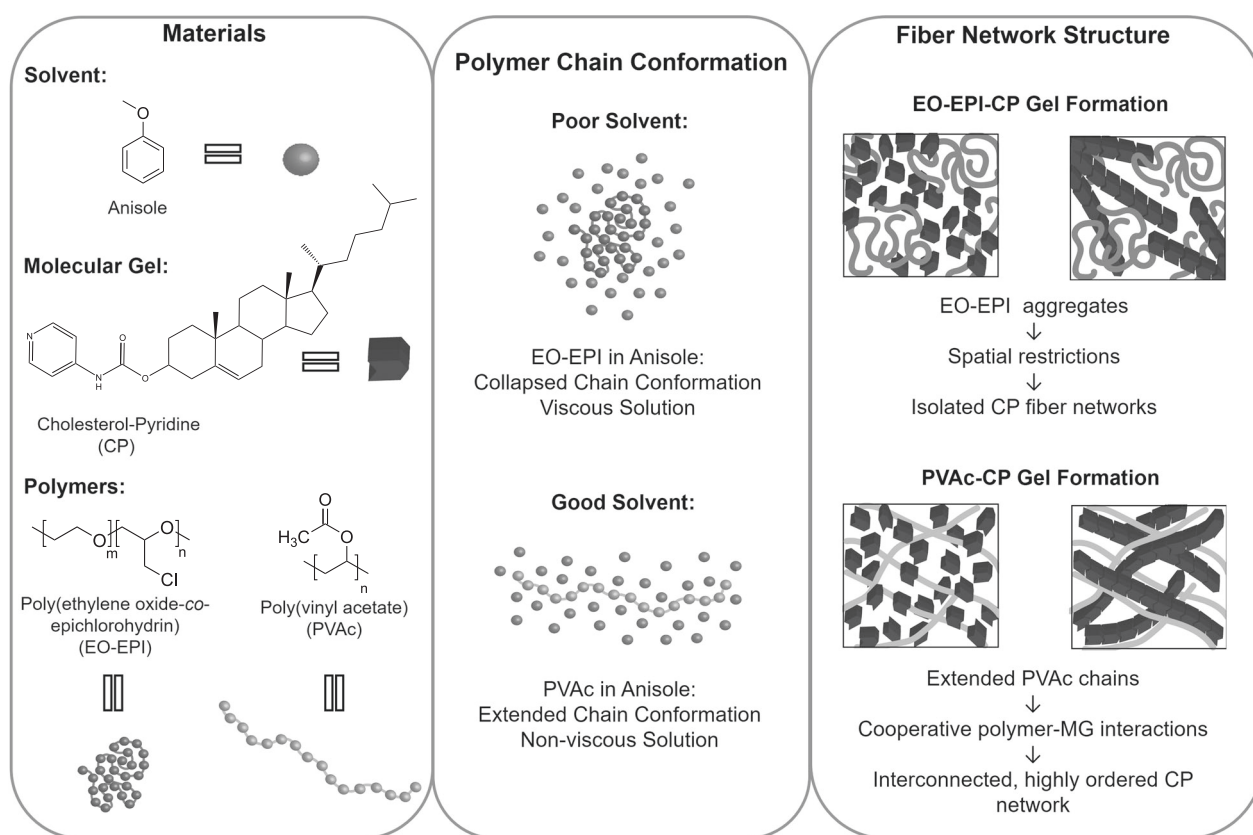 Materials
Solvent:
O
Anisole
Molecular Gel:
N
N
H
O
O
Cholesterol-Pyridine
(CP)
Polymers:
O
m
O
n
Cl
Poly(ethylene oxide-co-
epichlorohydrin)
(EO-EPI)
O
H3C
O
n
Poly(vinyl acetate)
(PVAc)
Polymer Chain Conformation
Poor Solvent:
EO-EPI in Anisole:
Collapsed Chain Conformation
Viscous Solution
Good Solvent:
PVAc in Anisole:
Extended Chain Conformation
Non-viscous Solution
Fiber Network Structure
EO-EPI-CP Gel Formation
EO-EPI aggregates
↓
Spatial restrictions
↓
Isolated CP fiber networks
PVAc-CP Gel Formation
Extended PVAc chains
↓
Cooperative polymer-MG interactions
↓
Interconnected, highly ordered CP
network